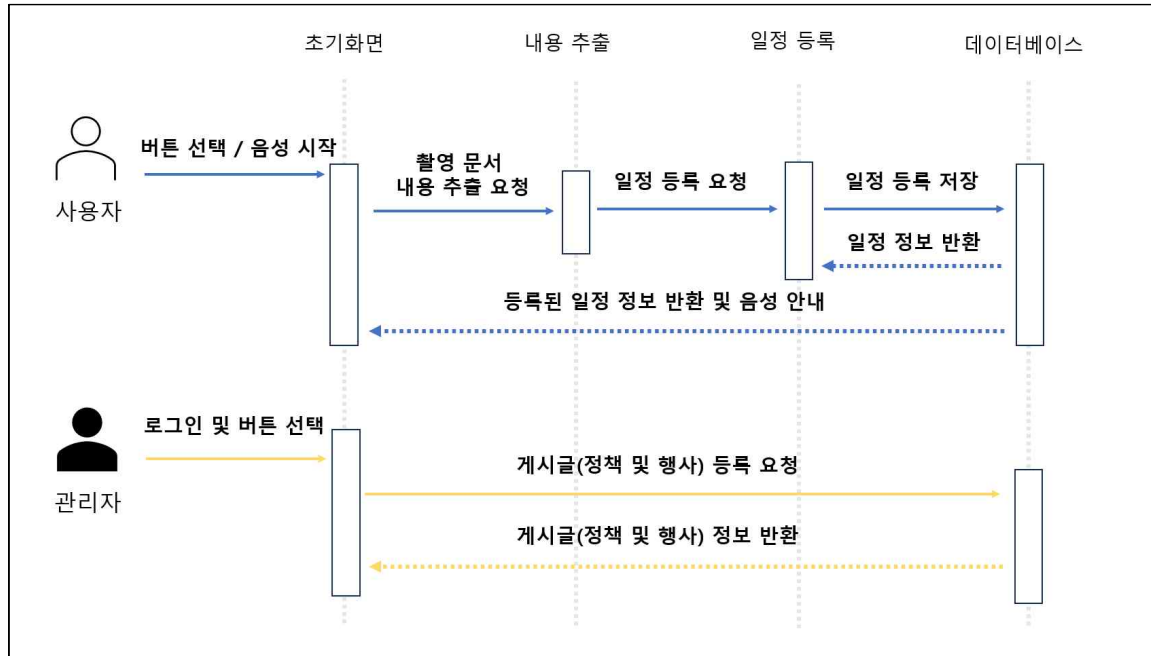 초기화면
내용 추출
일정 등록
데이터베이스
버튼 선택 / 음성 시작
촬영 문서
내용 추출 요청
일정 등록 요청
일정 등록 저장
사용자
일정 정보 반환
등록된 일정 정보 반환 및 음성 안내
로그인 및 버튼 선택
게시글(정책 및 행사) 등록 요청
관리자
게시글(정책 및 행사) 정보 반환